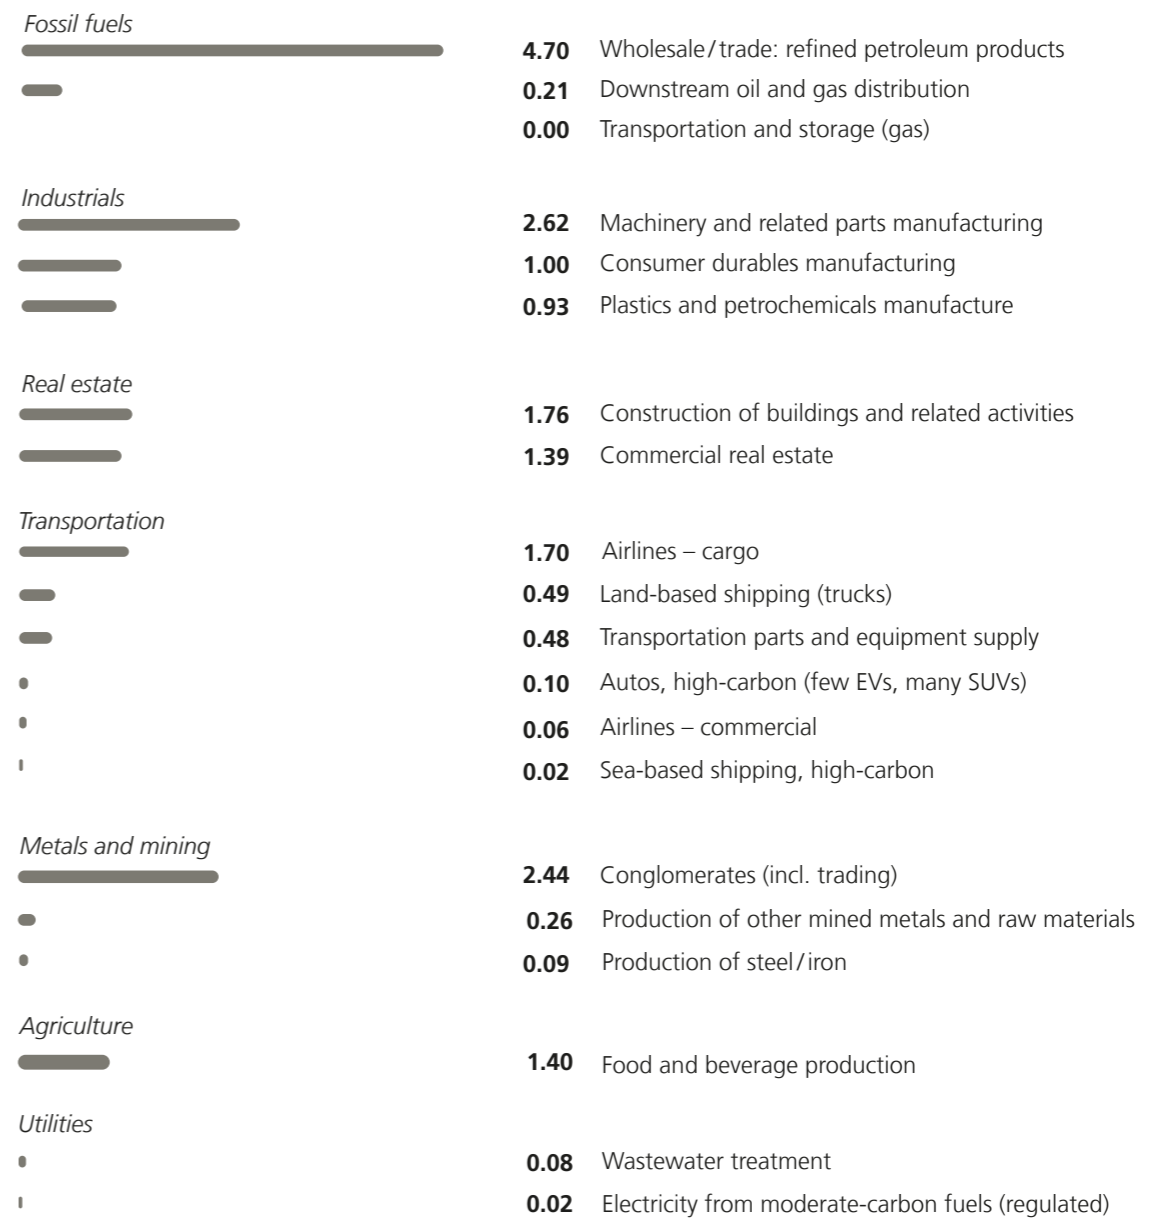 Fossil fuels
4.70 Wholesale/trade: refined petroleum products
0.21 Downstream oil and gas distribution
0.00 Transportation and storage (gas)
Industrials
2.62 Machinery and related parts manufacturing
1.00 Consumer durables manufacturing
0.93 Plastics and petrochemicals manufacture
Real estate
1.76 Construction of buildings and related activities
1.39 Commercial real estate
Transportation
1.70 Airlines – cargo
0.49 Land-based shipping (trucks)
0.48 Transportation parts and equipment supply
0.10 Autos, high-carbon (few EVs, many SUVs)
0.06 Airlines – commercial
0.02 Sea-based shipping, high-carbon
Metals and mining
2.44 Conglomerates (incl. trading)
0.26 Production of other mined metals and raw materials
0.09 Production of steel/iron
Agriculture
1.40 Food and beverage production
Utilities
0.08 Wastewater treatment
0.02 Electricity from moderate-carbon fuels (regulated)